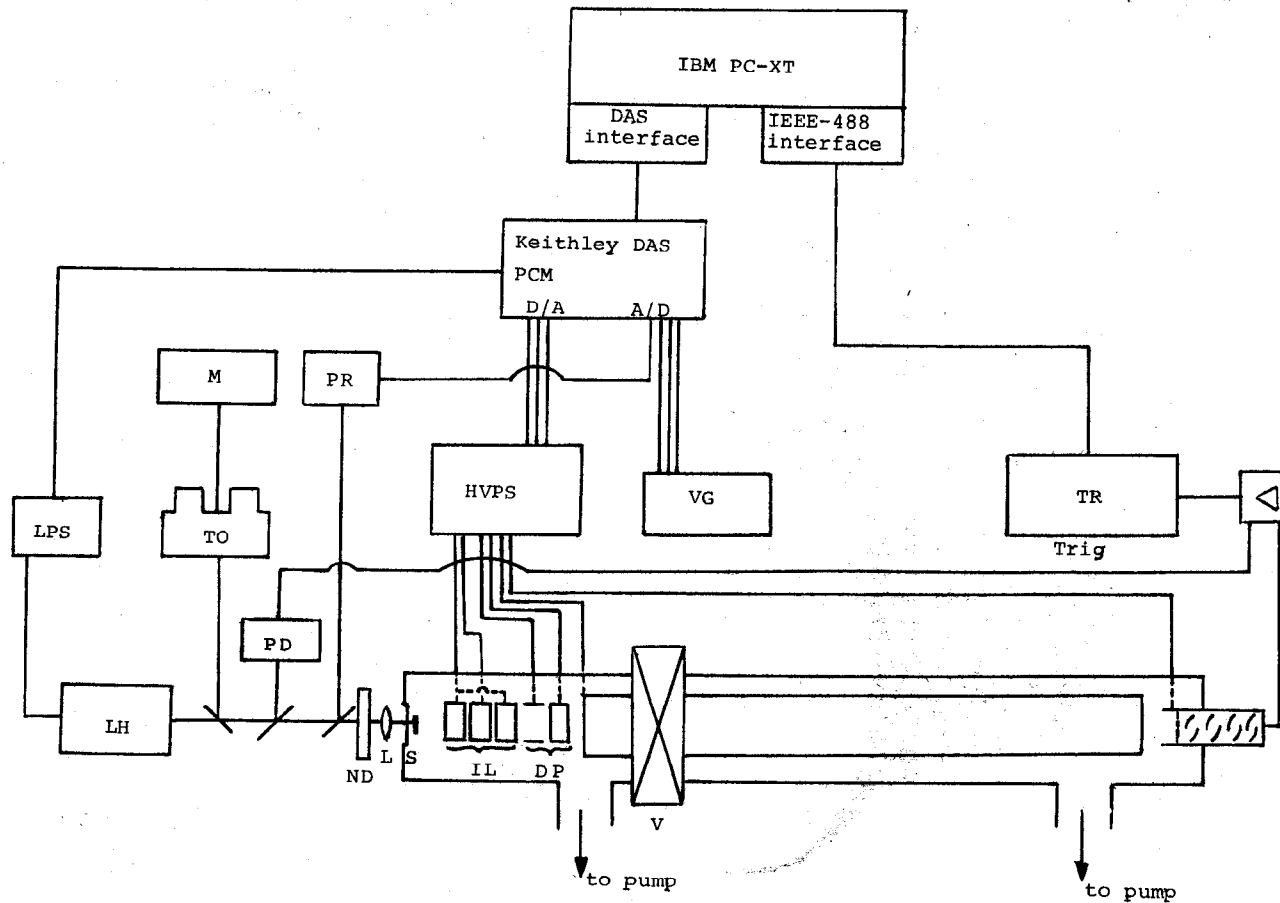 IBM PC-XT
DAS
interface
IEEE-488
interface
Keithley DAS
PCM
D/A A/D
M
PR
HVPS
VG
TR
Trig
LPS
TO
PD
LH
ND
L S
IL
DP
V
to pump
to pump